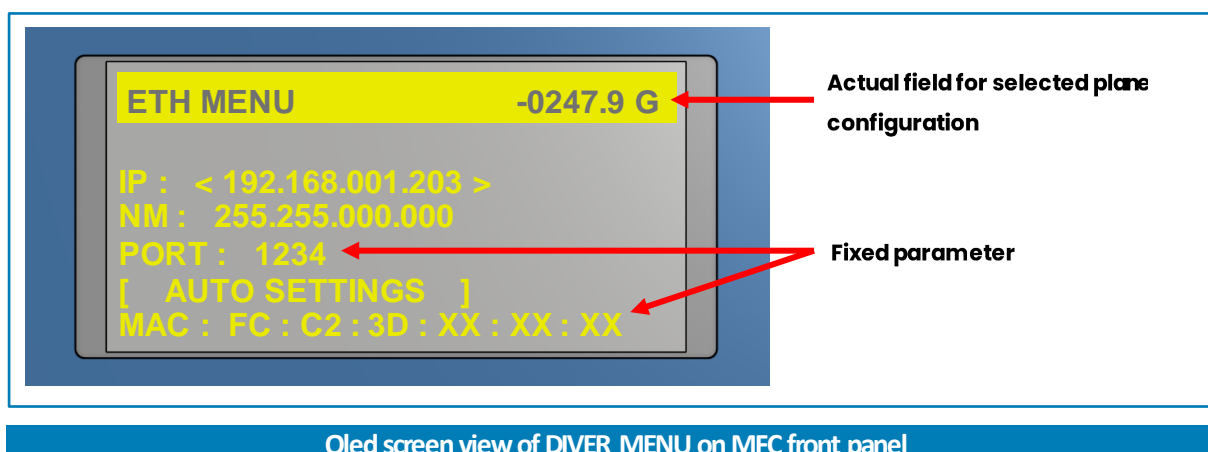 ETH MENU -0247.9 G
Actual field for selected plane
configuration
IP : < 192.168.001.203 >
NM : 255.255.000.000
PORT : 1234
Fixed parameter
[ AUTO SETTINGS ]
MAC : FC : C2 : 3D : XX : XX : XX
Oled screen view of DIVER MENU on MFC front panel